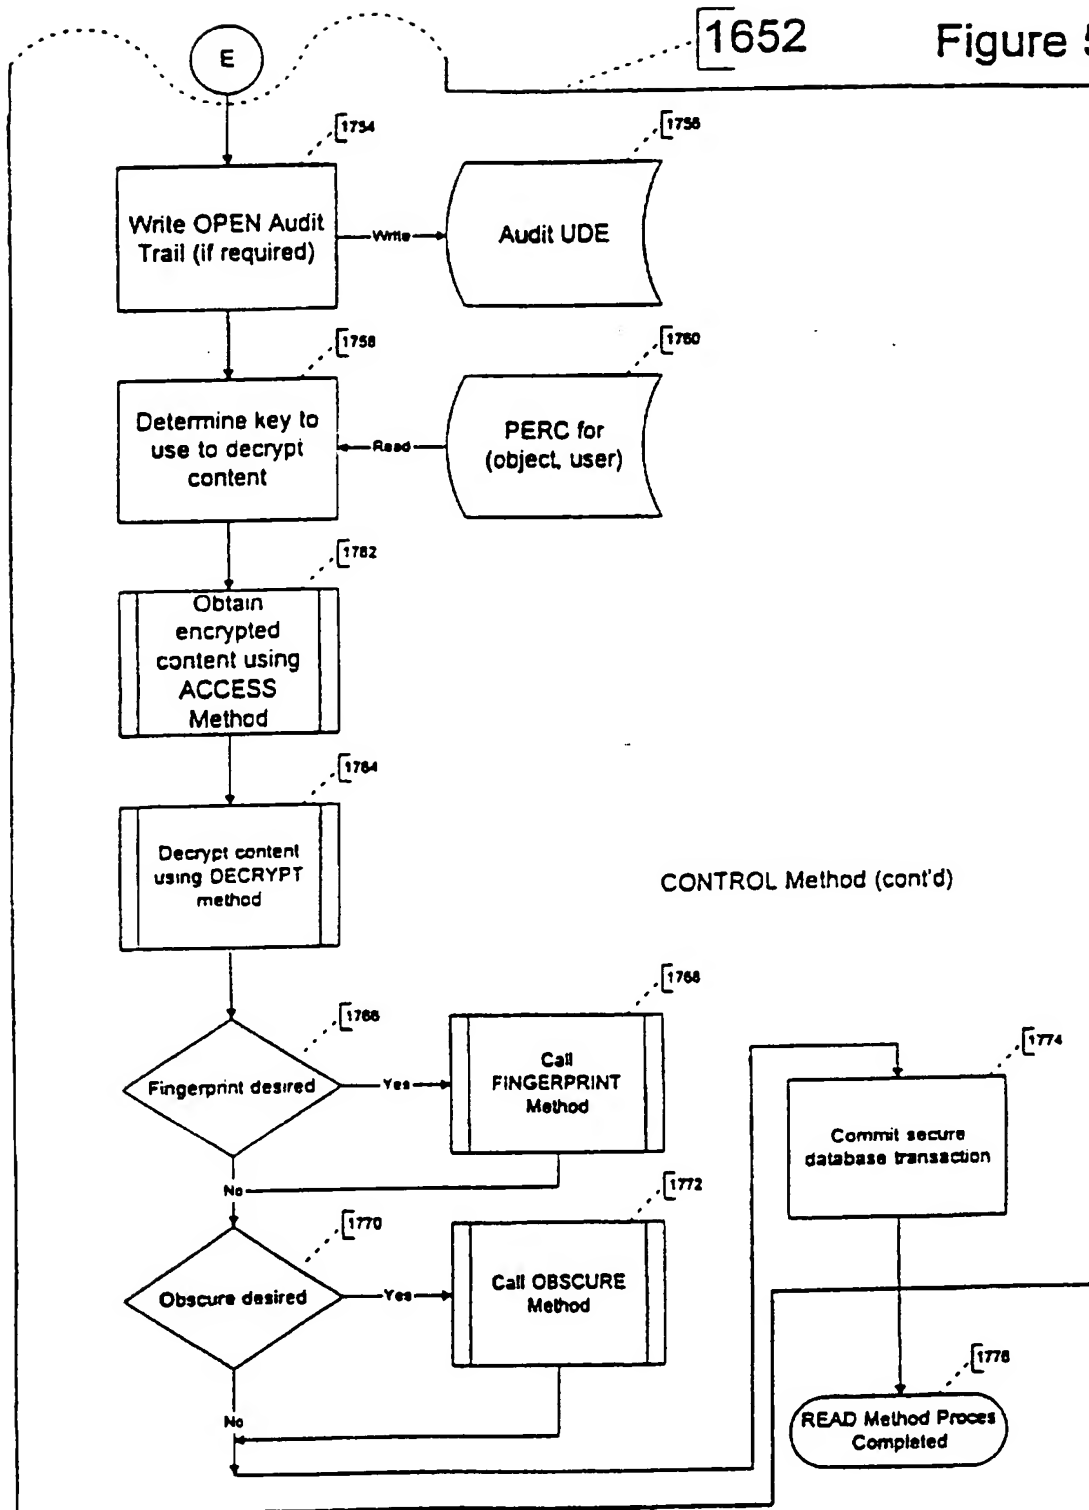 1652
Figure 5
E
1754
1756
Write OPEN Audit
Trail (if required)
Write
Audit UDE
1758
1760
Determine key to
use to decrypt
content
Read
PERC for
(object, user)
1762
Obtain
encrypted
content using
ACCESS
Method
1764
Decrypt content
using DECRYPT
method
CONTROL Method (cont'd)
1766
1768
1774
Fingerprint desired
Yes
Call
FINGERPRINT
Method
Commit secure
database transaction
No
1770
1772
Obscure desired
Yes
Call OBSCURE
Method
1776
No
READ Method Proces
Completed